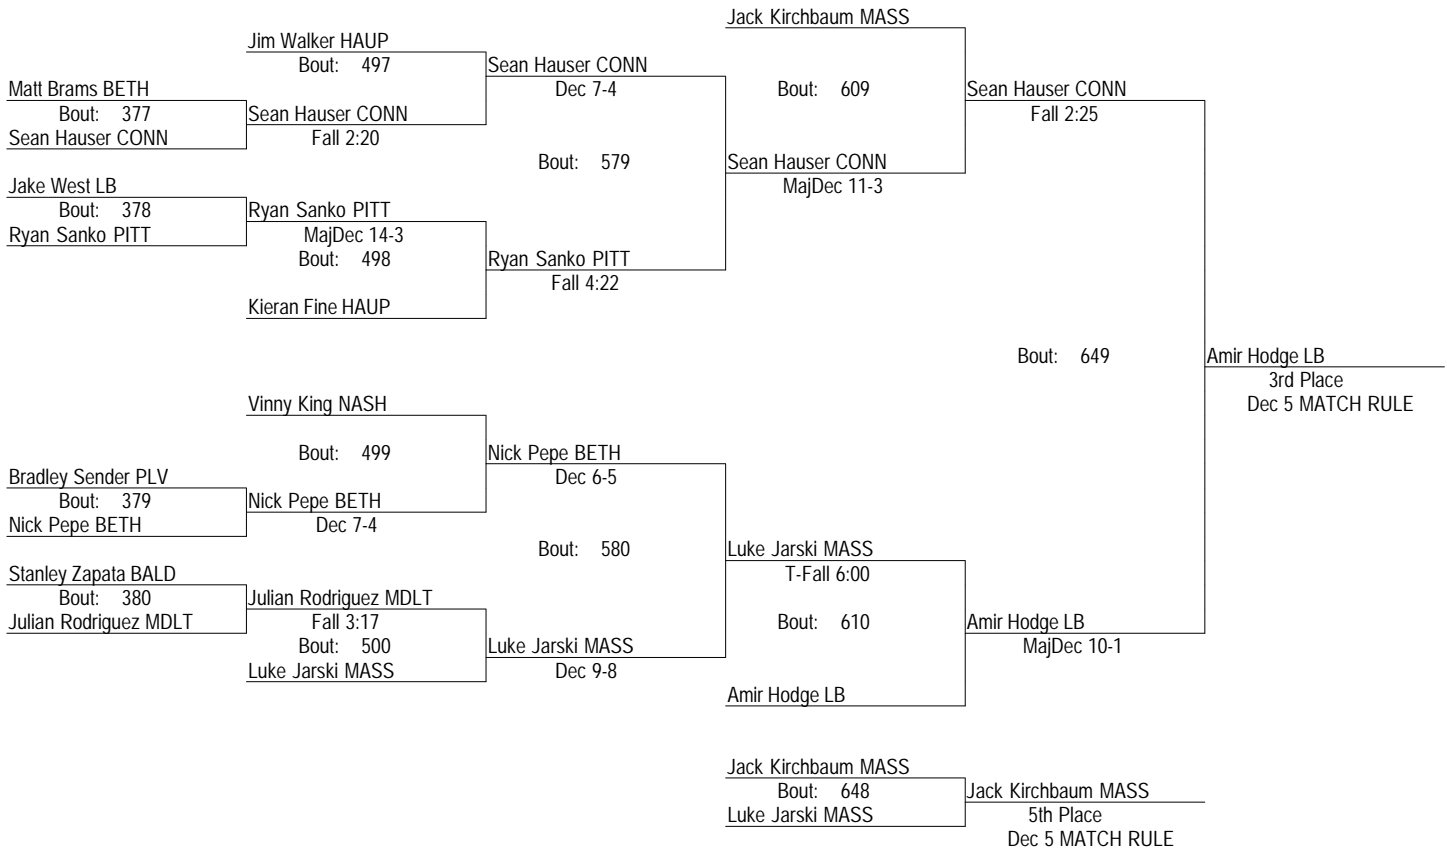 Jack Kirchbaum MASS
Jim Walker HAUP
Bout: 497
Sean Hauser CONN
Dec 7-4
Matt Brams BETH
Bout: 377
Sean Hauser CONN
Sean Hauser CONN
Fall 2:20
Bout: 609
Sean Hauser CONN
Fall 2:25
Bout: 579
Sean Hauser CONN
MajDec 11-3
Jake West LB
Bout: 378
Ryan Sanko PITT
Ryan Sanko PITT
MajDec 14-3
Bout: 498
Ryan Sanko PITT
Fall 4:22
Kieran Fine HAUP
Bout: 649
Amir Hodge LB
3rd Place
Dec 5 MATCH RULE
Vinny King NASH
Bout: 499
Nick Pepe BETH
Dec 6-5
Bradley Sender PLV
Bout: 379
Nick Pepe BETH
Nick Pepe BETH
Dec 7-4
Bout: 580
Luke Jarski MASS
T-Fall 6:00
Stanley Zapata BALD
Bout: 380
Julian Rodriguez MDLT
Julian Rodriguez MDLT
Fall 3:17
Bout: 500
Luke Jarski MASS
Luke Jarski MASS
Dec 9-8
Bout: 610
Amir Hodge LB
MajDec 10-1
Amir Hodge LB
Jack Kirchbaum MASS
Bout: 648
Luke Jarski MASS
Jack Kirchbaum MASS
5th Place
Dec 5 MATCH RULE